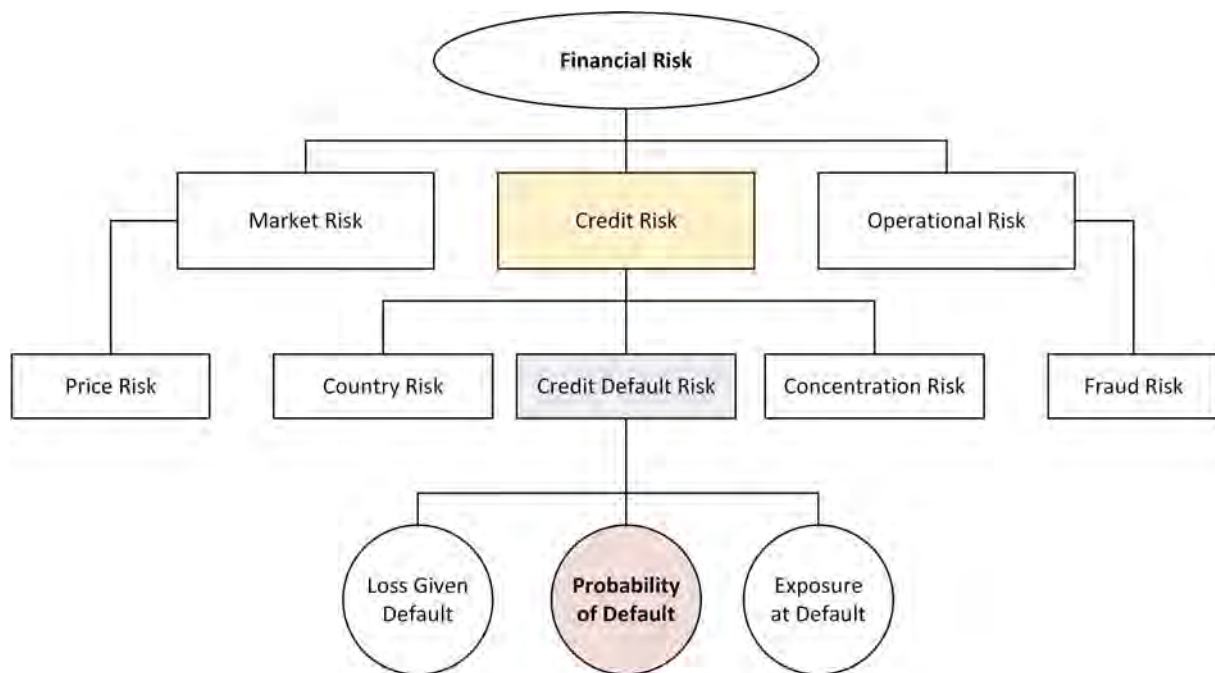 Financial Risk
Market Risk
Credit Risk
Operational Risk
Price Risk
Country Risk
Credit Default Risk
Concentration Risk
Fraud Risk
Loss Given
Default
Probability
of Default
Exposure
at Default